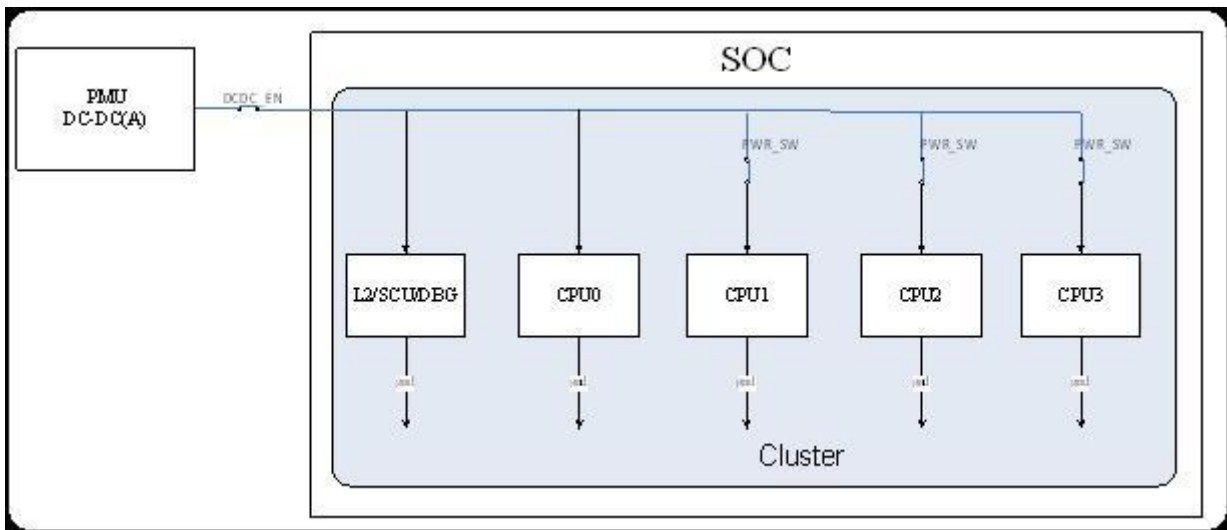 SOC
PMU
DC-DC(A)
DCDC_EN
PWR_SW
PWR_SW
PWR_SW
L2/SCU/DBG
CPU0
CPU1
CPU2
CPU3
Cluster